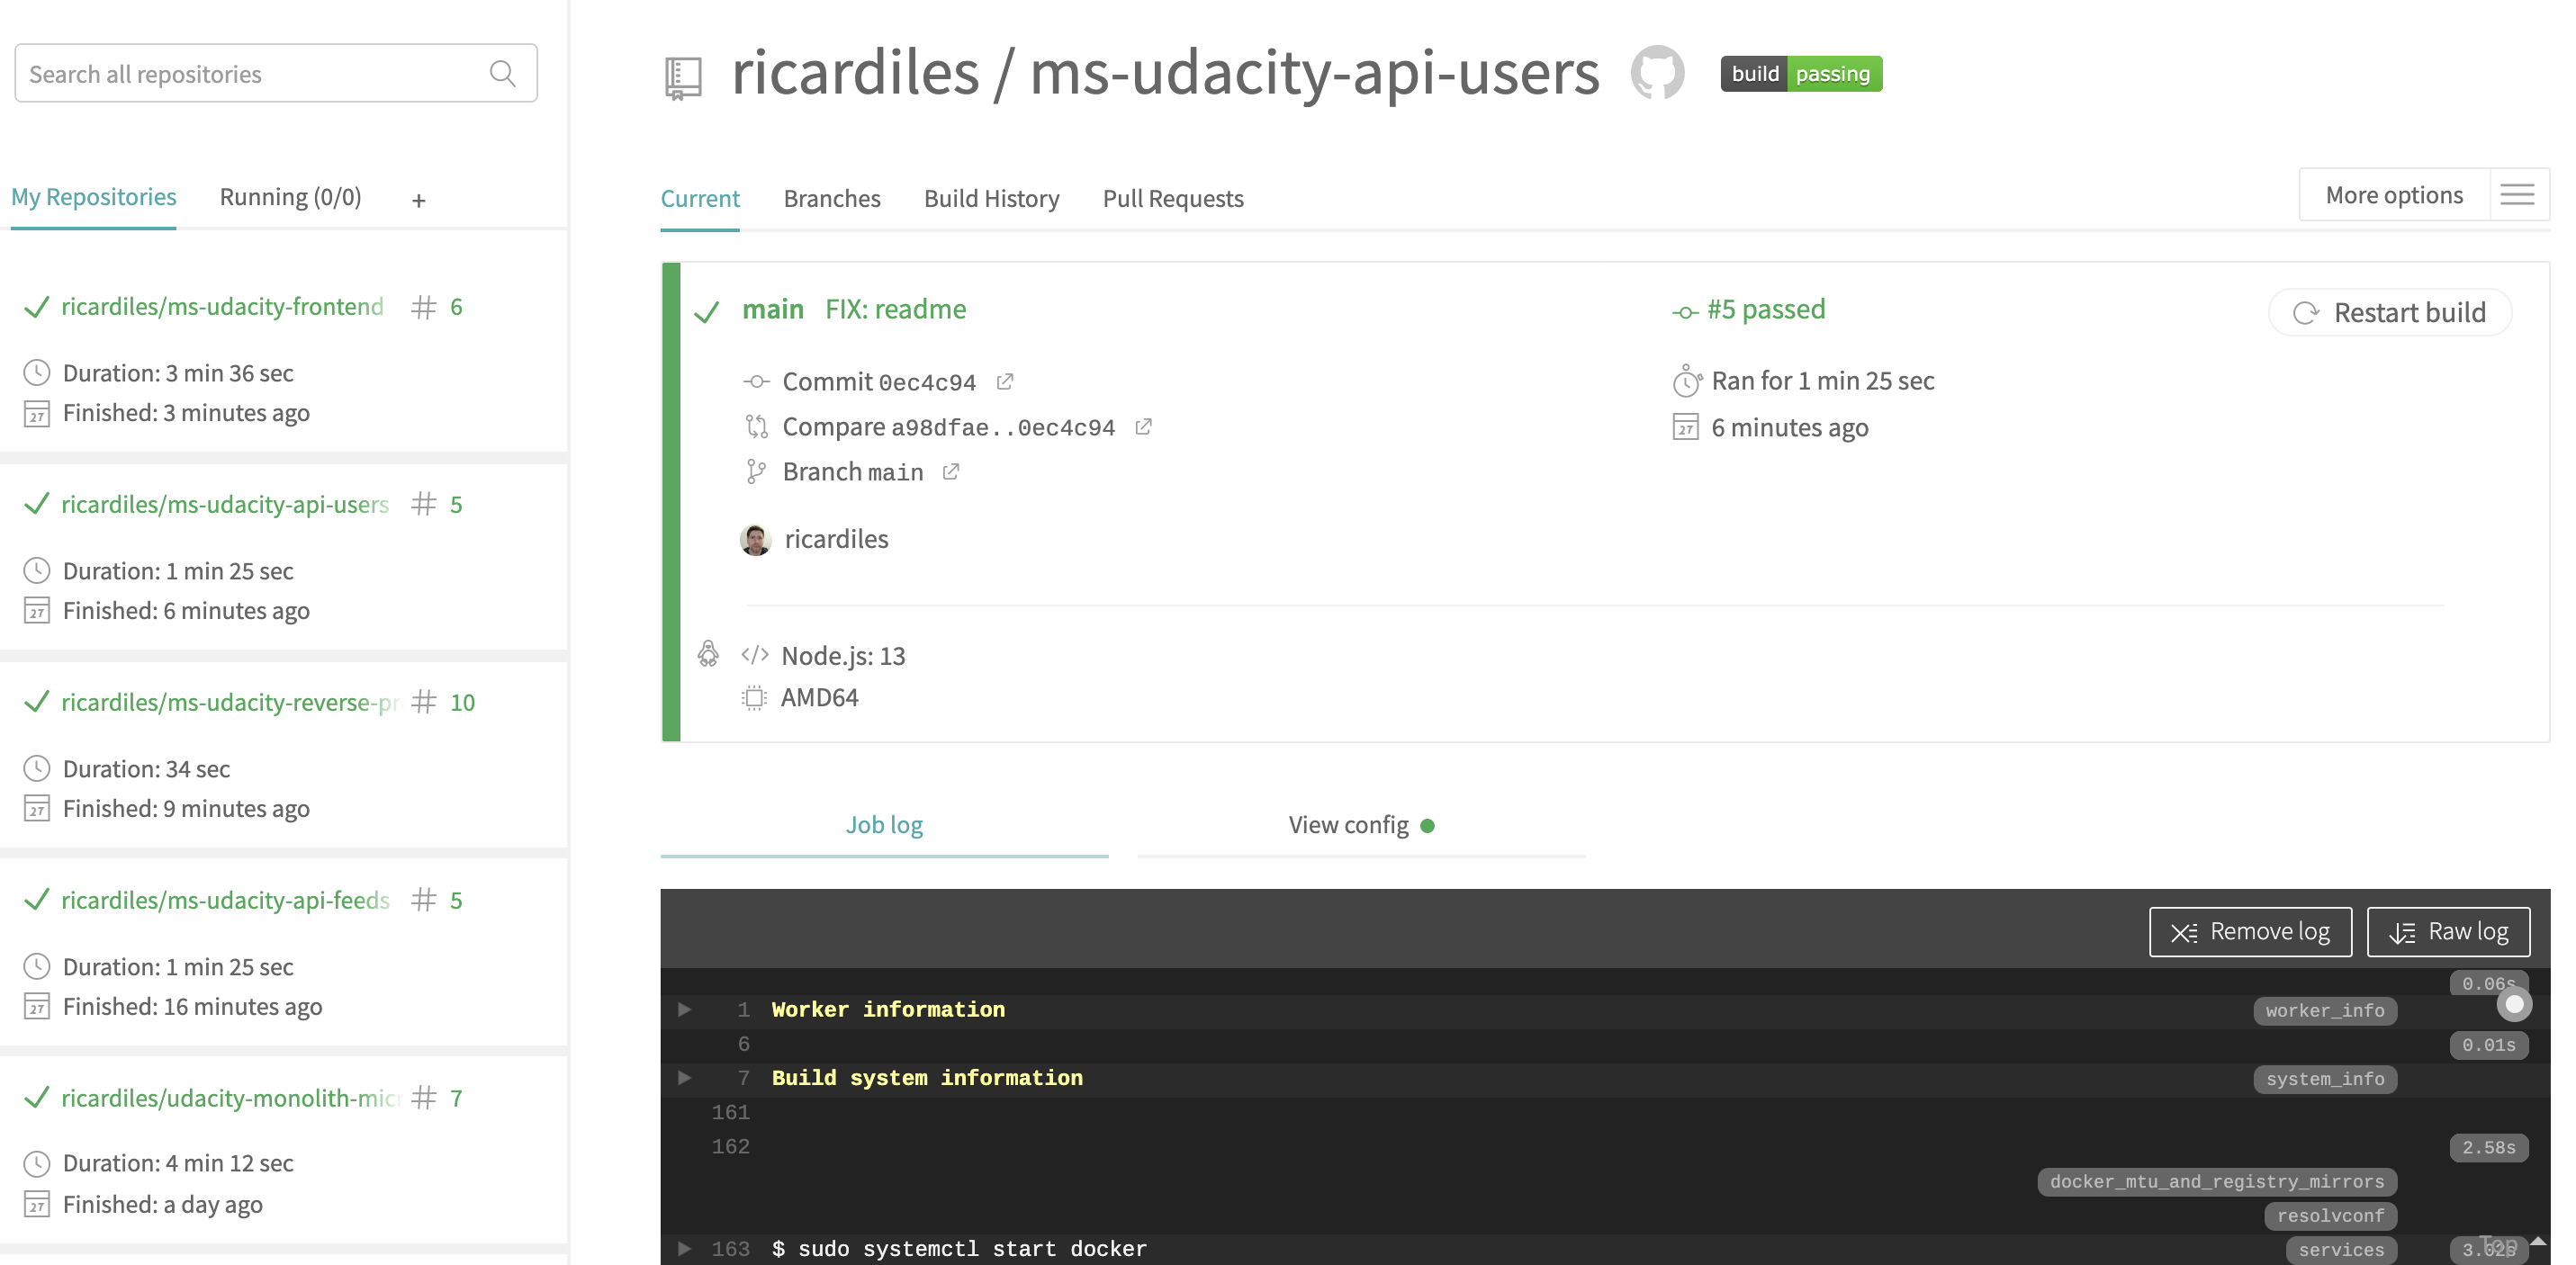 Search all repositories
My Repositories Running (0/0) +
ricardiles/ms-udacity-frontend # 6
Duration: 3 min 36 sec
27 Finished: 3 minutes ago
ricardiles/ms-udacity-api-users # 5
Duration: 1 min 25 sec
27 Finished: 6 minutes ago
ricardiles/ms-udacity-reverse-pr # 10
Duration: 34 sec
27 Finished: 9 minutes ago
ricardiles/ms-udacity-api-feeds # 5
Duration: 1 min 25 sec
27 Finished: 16 minutes ago
ricardiles/udacity-monolith-micr # 7
Duration: 4 min 12 sec
27 Finished: a day ago
ricardiles / ms-udacity-api-users build passing
Current Branches Build History Pull Requests More options
main FIX: readme
Commit 0ec4c94
Compare a98dfae..0ec4c94
Branch main
ricardiles
#5 passed
Ran for 1 min 25 sec
27 6 minutes ago
Restart build
</> Node.js: 13
AMD64
Job log View config
Remove log Raw log
0.06s
1 Worker information worker_info
6 0.01s
7 Build system information system_info
161
162 2.58s
docker_mtu_and_registry_mirrors
resolvconf
163 $ sudo systemctl start docker services 3.02s
Top